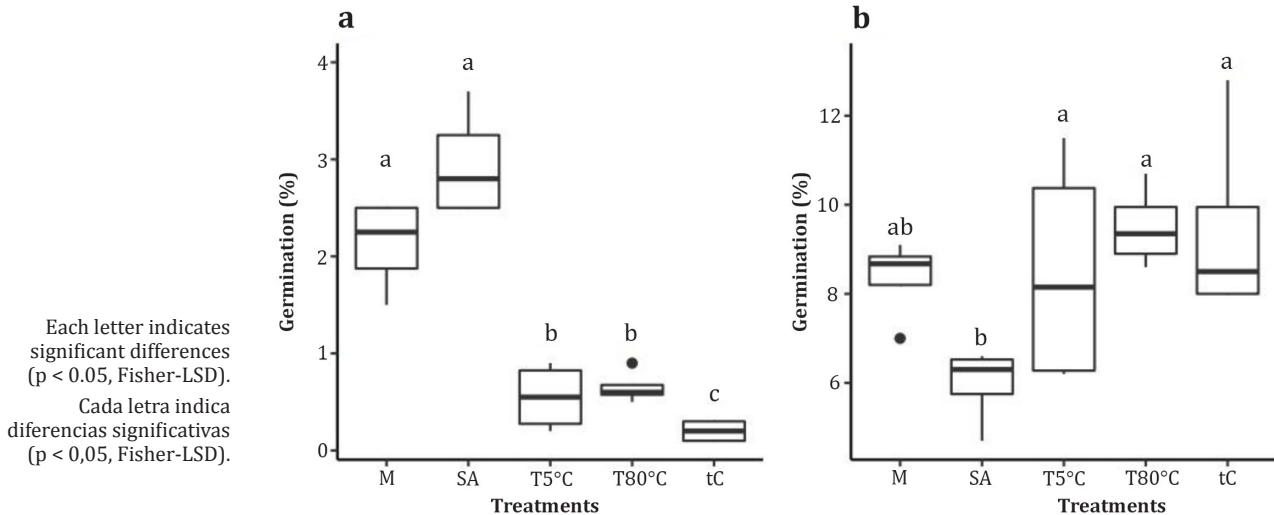 a
4
3
2
1
0
Germination (%)
a
a
b
b
c
M
SA
T5°C
T80°C
tC
Treatments
b
12
10
8
6
Germination (%)
ab
b
a
a
a
M
SA
T5°C
T80°C
tC
Treatments
Each letter indicates
significant differences
(p < 0.05, Fisher-LSD).
Cada letra indica
diferencias significativas
(p < 0,05, Fisher-LSD).